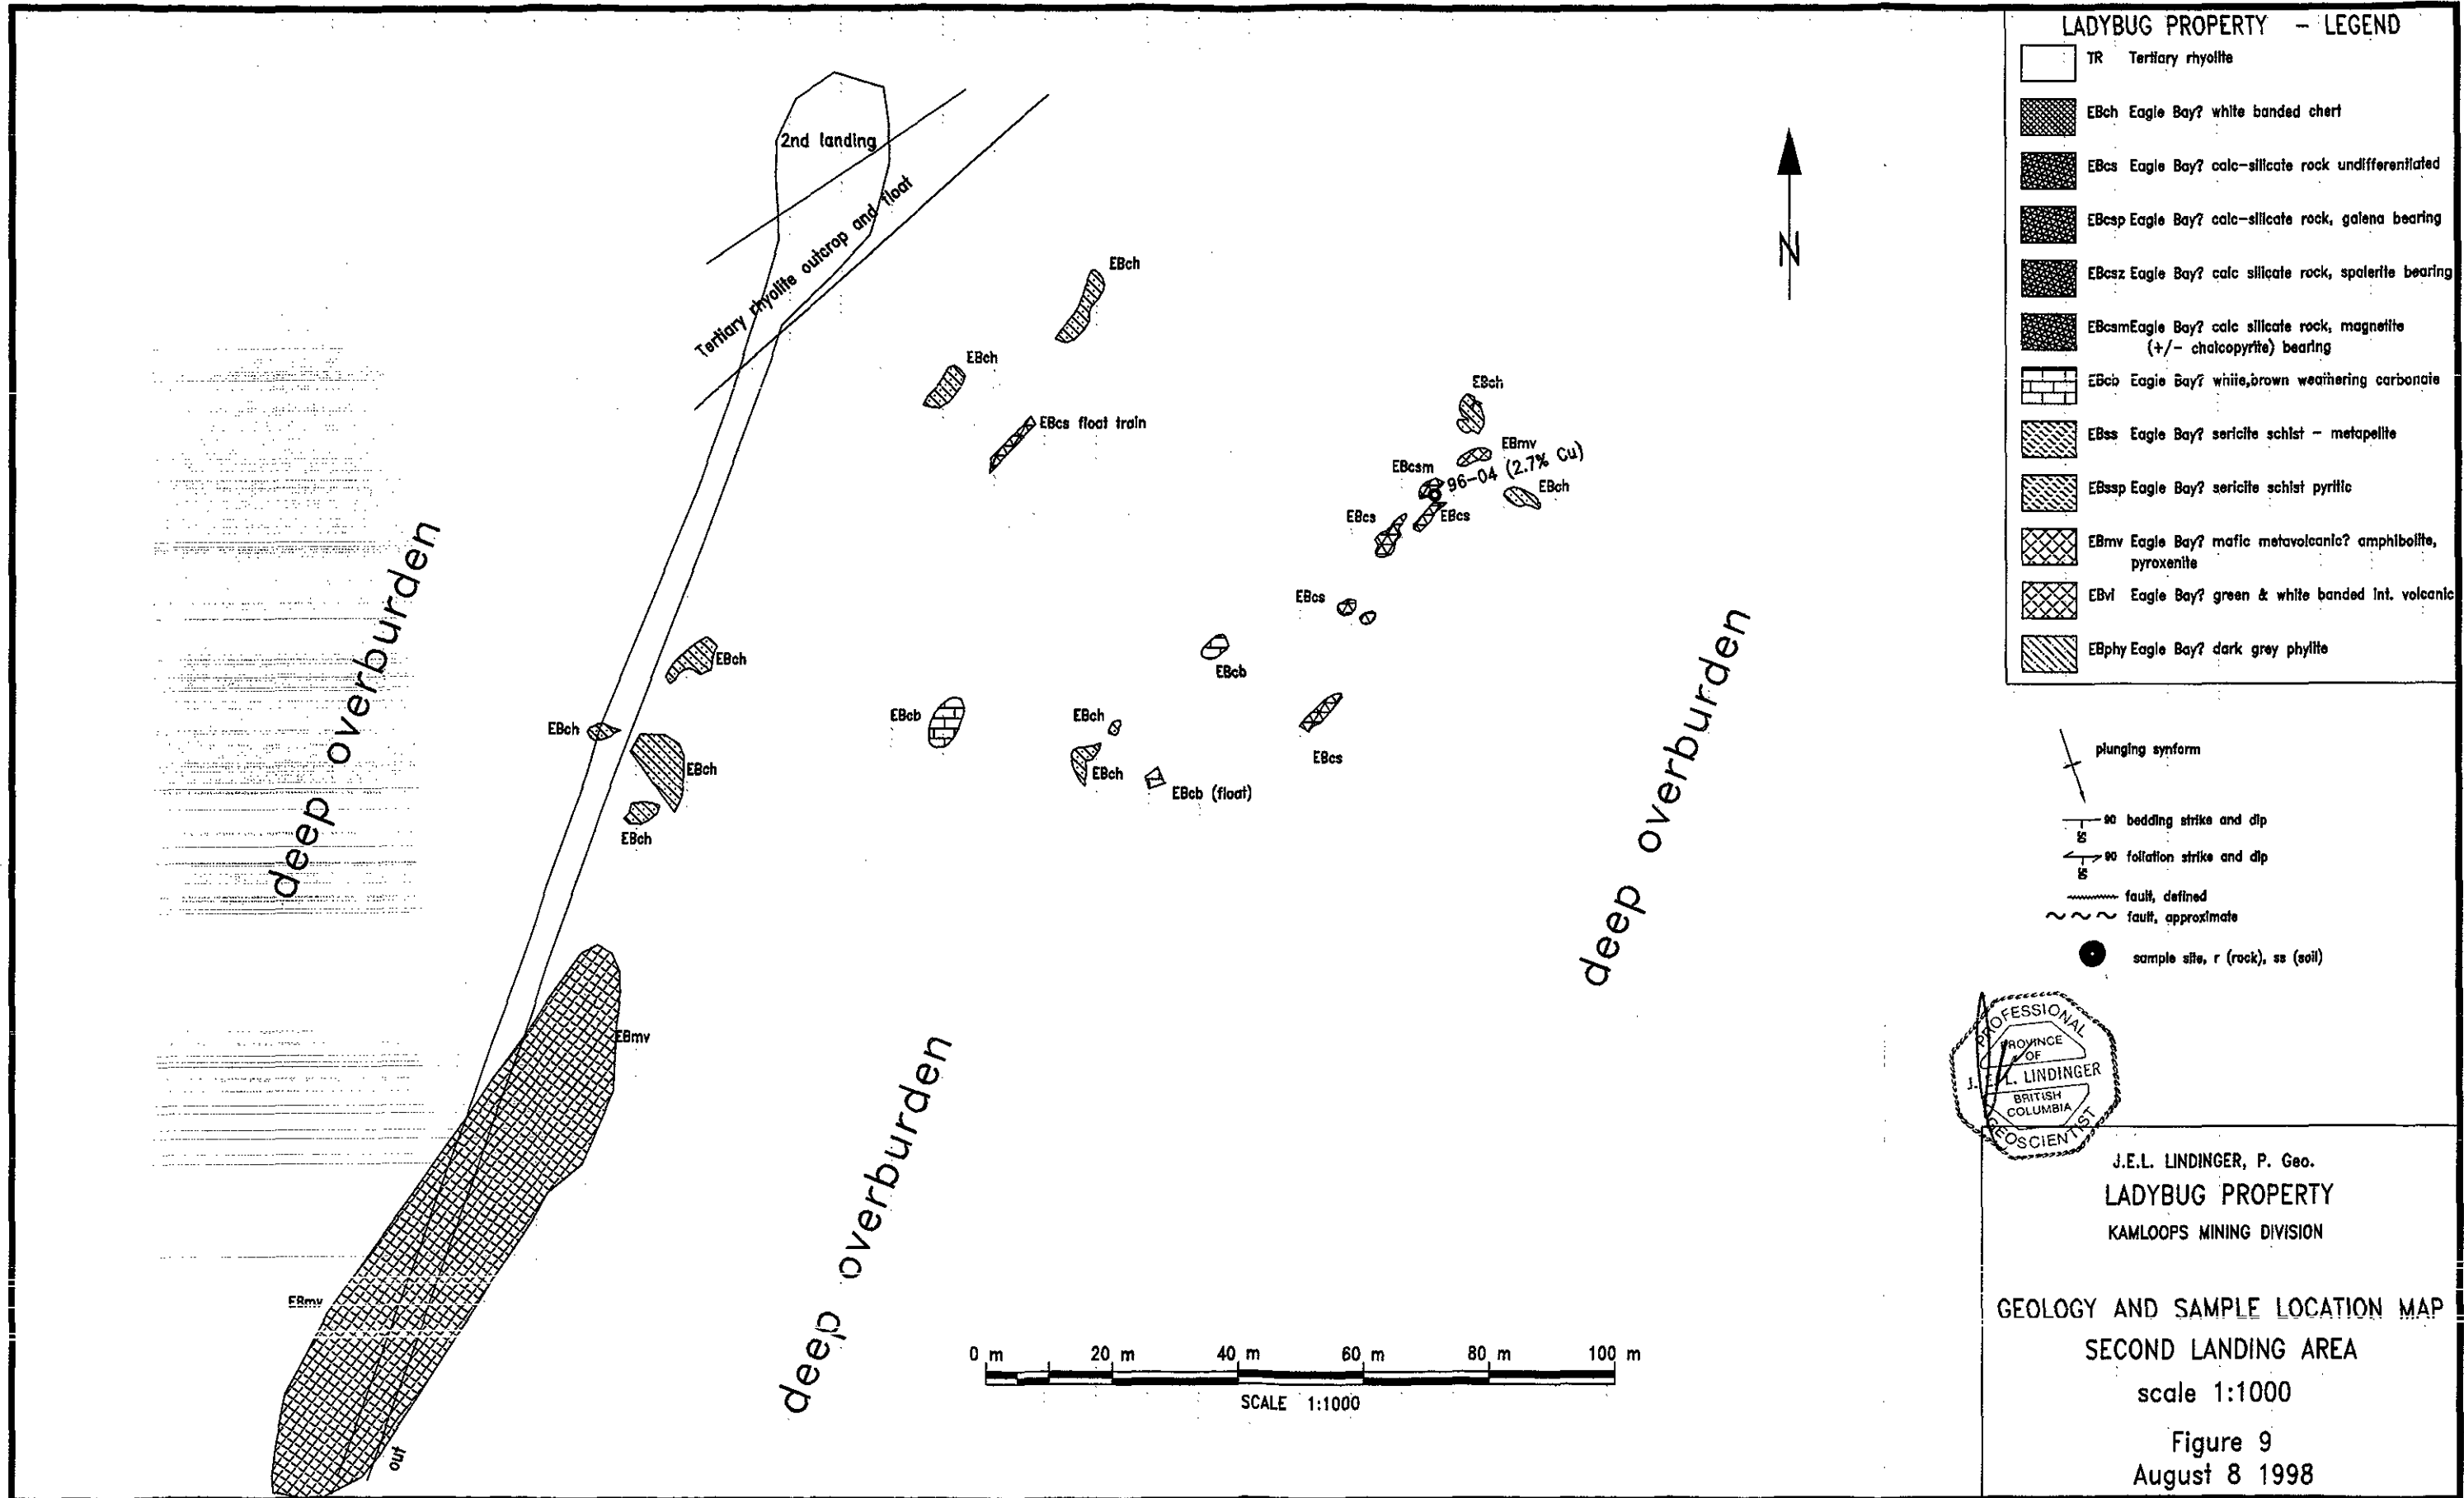 LADYBUG PROPERTY - LEGEND
TR Tertiary rhyolite
EBch Eagle Bay? white banded chert
EBcs Eagle Bay? calc-silicate rock undifferentiated
EBcsp Eagle Bay? calc-silicate rock, galena bearing
EBcsz Eagle Bay? calc silicate rock, spalerite bearing
EBcsm Eagle Bay? calc silicate rock, magnetite
(+/- chalcopyrite) bearing
EBcb Eagle Bay? white,brown weathering carbonate
EBss Eagle Bay? sericite schist - metapelite
EBssp Eagle Bay? sericite schist pyritic
EBmv Eagle Bay? mafic metavolcanic? amphibolite,
pyroxenite
EBvi Eagle Bay? green & white banded int. volcanic
EBphy Eagle Bay? dark grey phylite
plunging synform
90 bedding strike and dip
50
90 foliation strike and dip
50
fault, defined
fault, approximate
sample site, r (rock), ss (soil)
PROFESSIONAL
PROVINCE
OF
J.E.L. LINDINGER
BRITISH
COLUMBIA
GEOSCIENTIST
J.E.L. LINDINGER, P. Geo.
LADYBUG PROPERTY
KAMLOOPS MINING DIVISION
GEOLOGY AND SAMPLE LOCATION MAP
SECOND LANDING AREA
scale 1:1000
Figure 9
August 8 1998
2nd landing
Tertiary rhyolite outcrop and float
N
EBch
EBch
EBcs float train
EBch
EBmv
96-04 (2.7% Cu)
EBcsm
EBch
EBcs
EBcs
EBcs
EBcb
EBch
EBch
EBch
EBch
EBcb
EBch
EBch
EBcb (float)
EBcs
deep overburden
deep overburden
deep overburden
EBmv
EBmv
out
0 m 20 m 40 m 60 m 80 m 100 m
SCALE 1:1000